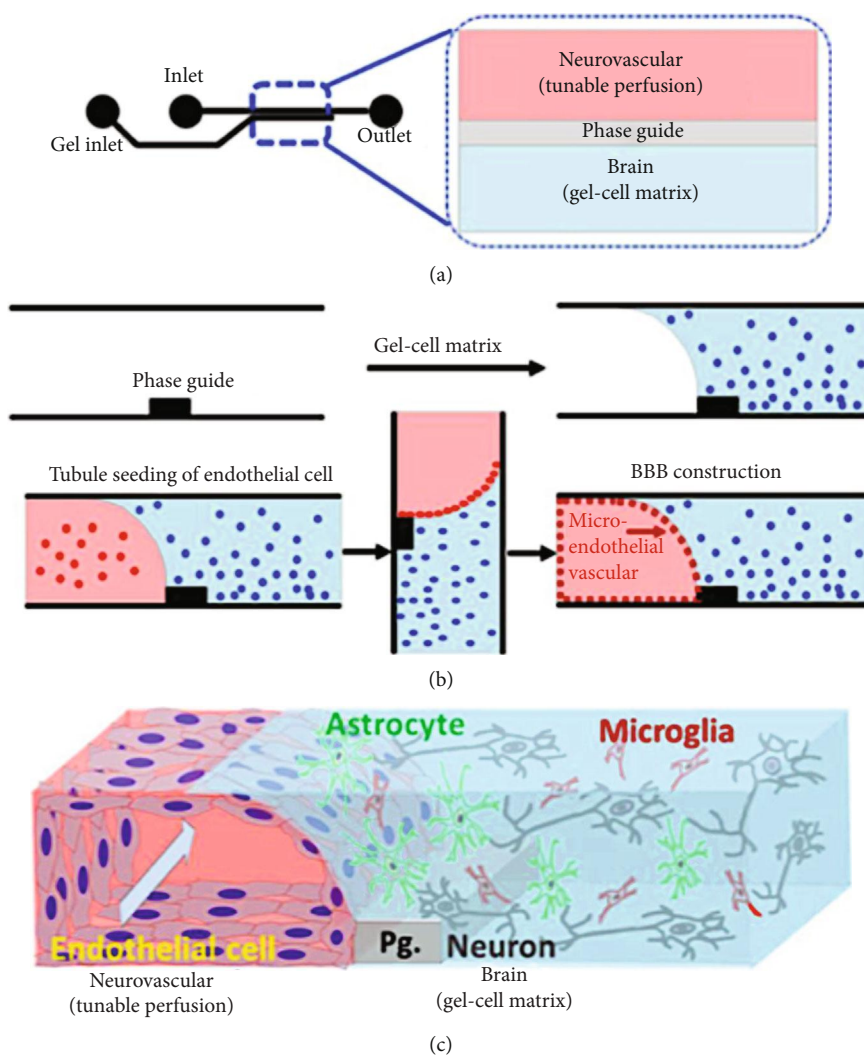 Inlet
Gel inlet
Outlet
Neurovascular
(tunable perfusion)
Phase guide
Brain
(gel-cell matrix)
(a)
Phase guide
Gel-cell matrix
Tubule seeding of endothelial cell
BBB construction
Micro-
endothelial
vascular
(b)
Astrocyte
Microglia
Endothelial cell
Pg.
Neuron
Neurovascular
(tunable perfusion)
Brain
(gel-cell matrix)
(c)